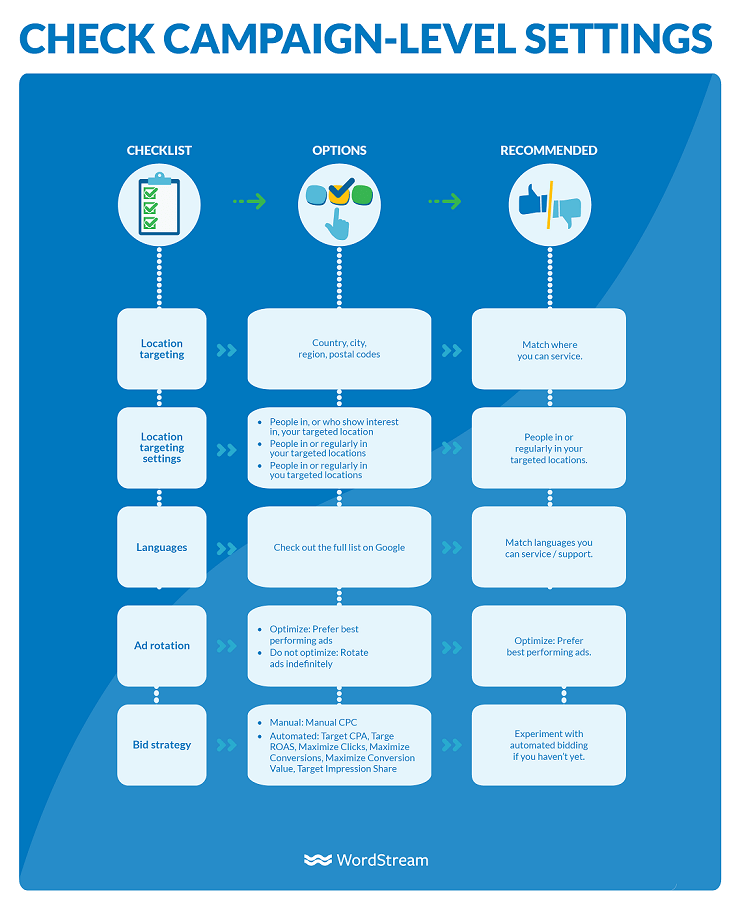 CHECK CAMPAIGN-LEVEL SETTINGS
CHECKLIST
OPTIONS
RECOMMENDED
Location
targeting
Country, city,
region, postal codes
Match where
you can service.
Location
targeting
settings
• People in, or who show interest
in, your targeted location
• People in or regularly in
your targeted locations
• People in or regularly in
you targeted locations
People in or
regularly in your
targeted locations.
Languages
Check out the full list on Google
Match languages you
can service / support.
Ad rotation
• Optimize: Prefer best
performing ads
• Do not optimize: Rotate
ads indefinitely
Optimize: Prefer
best performing ads.
Bid strategy
• Manual: Manual CPC
• Automated: Target CPA, Targe
ROAS, Maximize Clicks, Maximize
Conversions, Maximize Conversion
Value, Target Impression Share
Experiment with
automated bidding
if you haven't yet.
WordStream